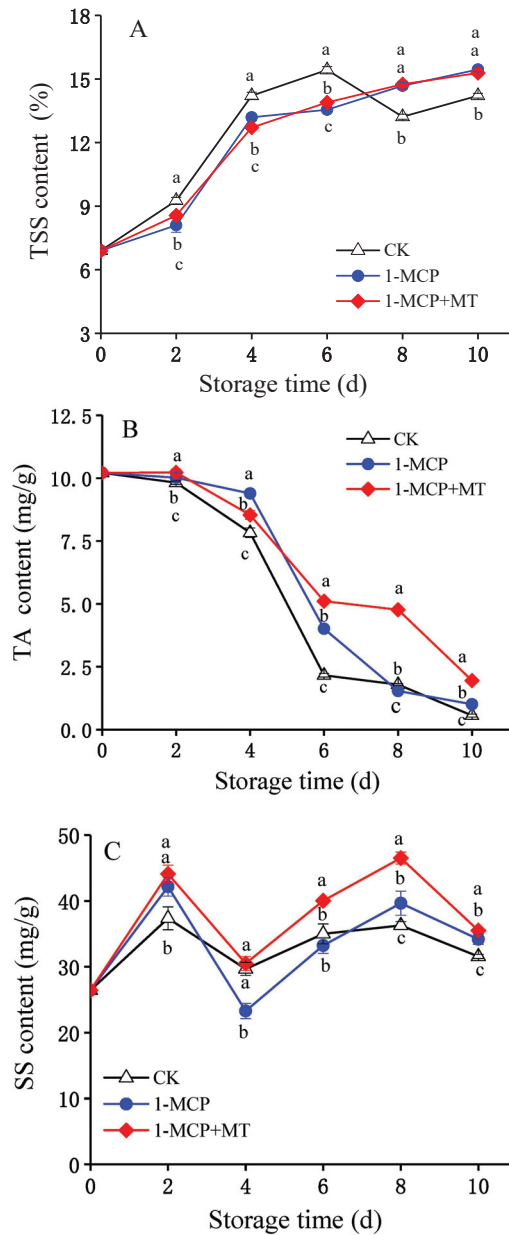 A
18
15
12
9
6
3
TSS content (%)
a
a
a
a
a
a
a
b
b
c
b
c
b
c
b
b
CK
1-MCP
1-MCP+MT
0 2 4 6 8 10
Storage time (d)
B
12.5
10.0
7.5
5.0
2.5
0.0
TA content (mg/g)
CK
1-MCP
1-MCP+MT
a
b
c
a
b
c
a
b
c
a
b
c
a
b
c
0 2 4 6 8 10
Storage time (d)
C
50
40
30
20
10
0
SS content (mg/g)
a
a
b
a
a
b
a
b
b
a
b
c
a
b
c
CK
1-MCP
1-MCP+MT
0 2 4 6 8 10
Storage time (d)